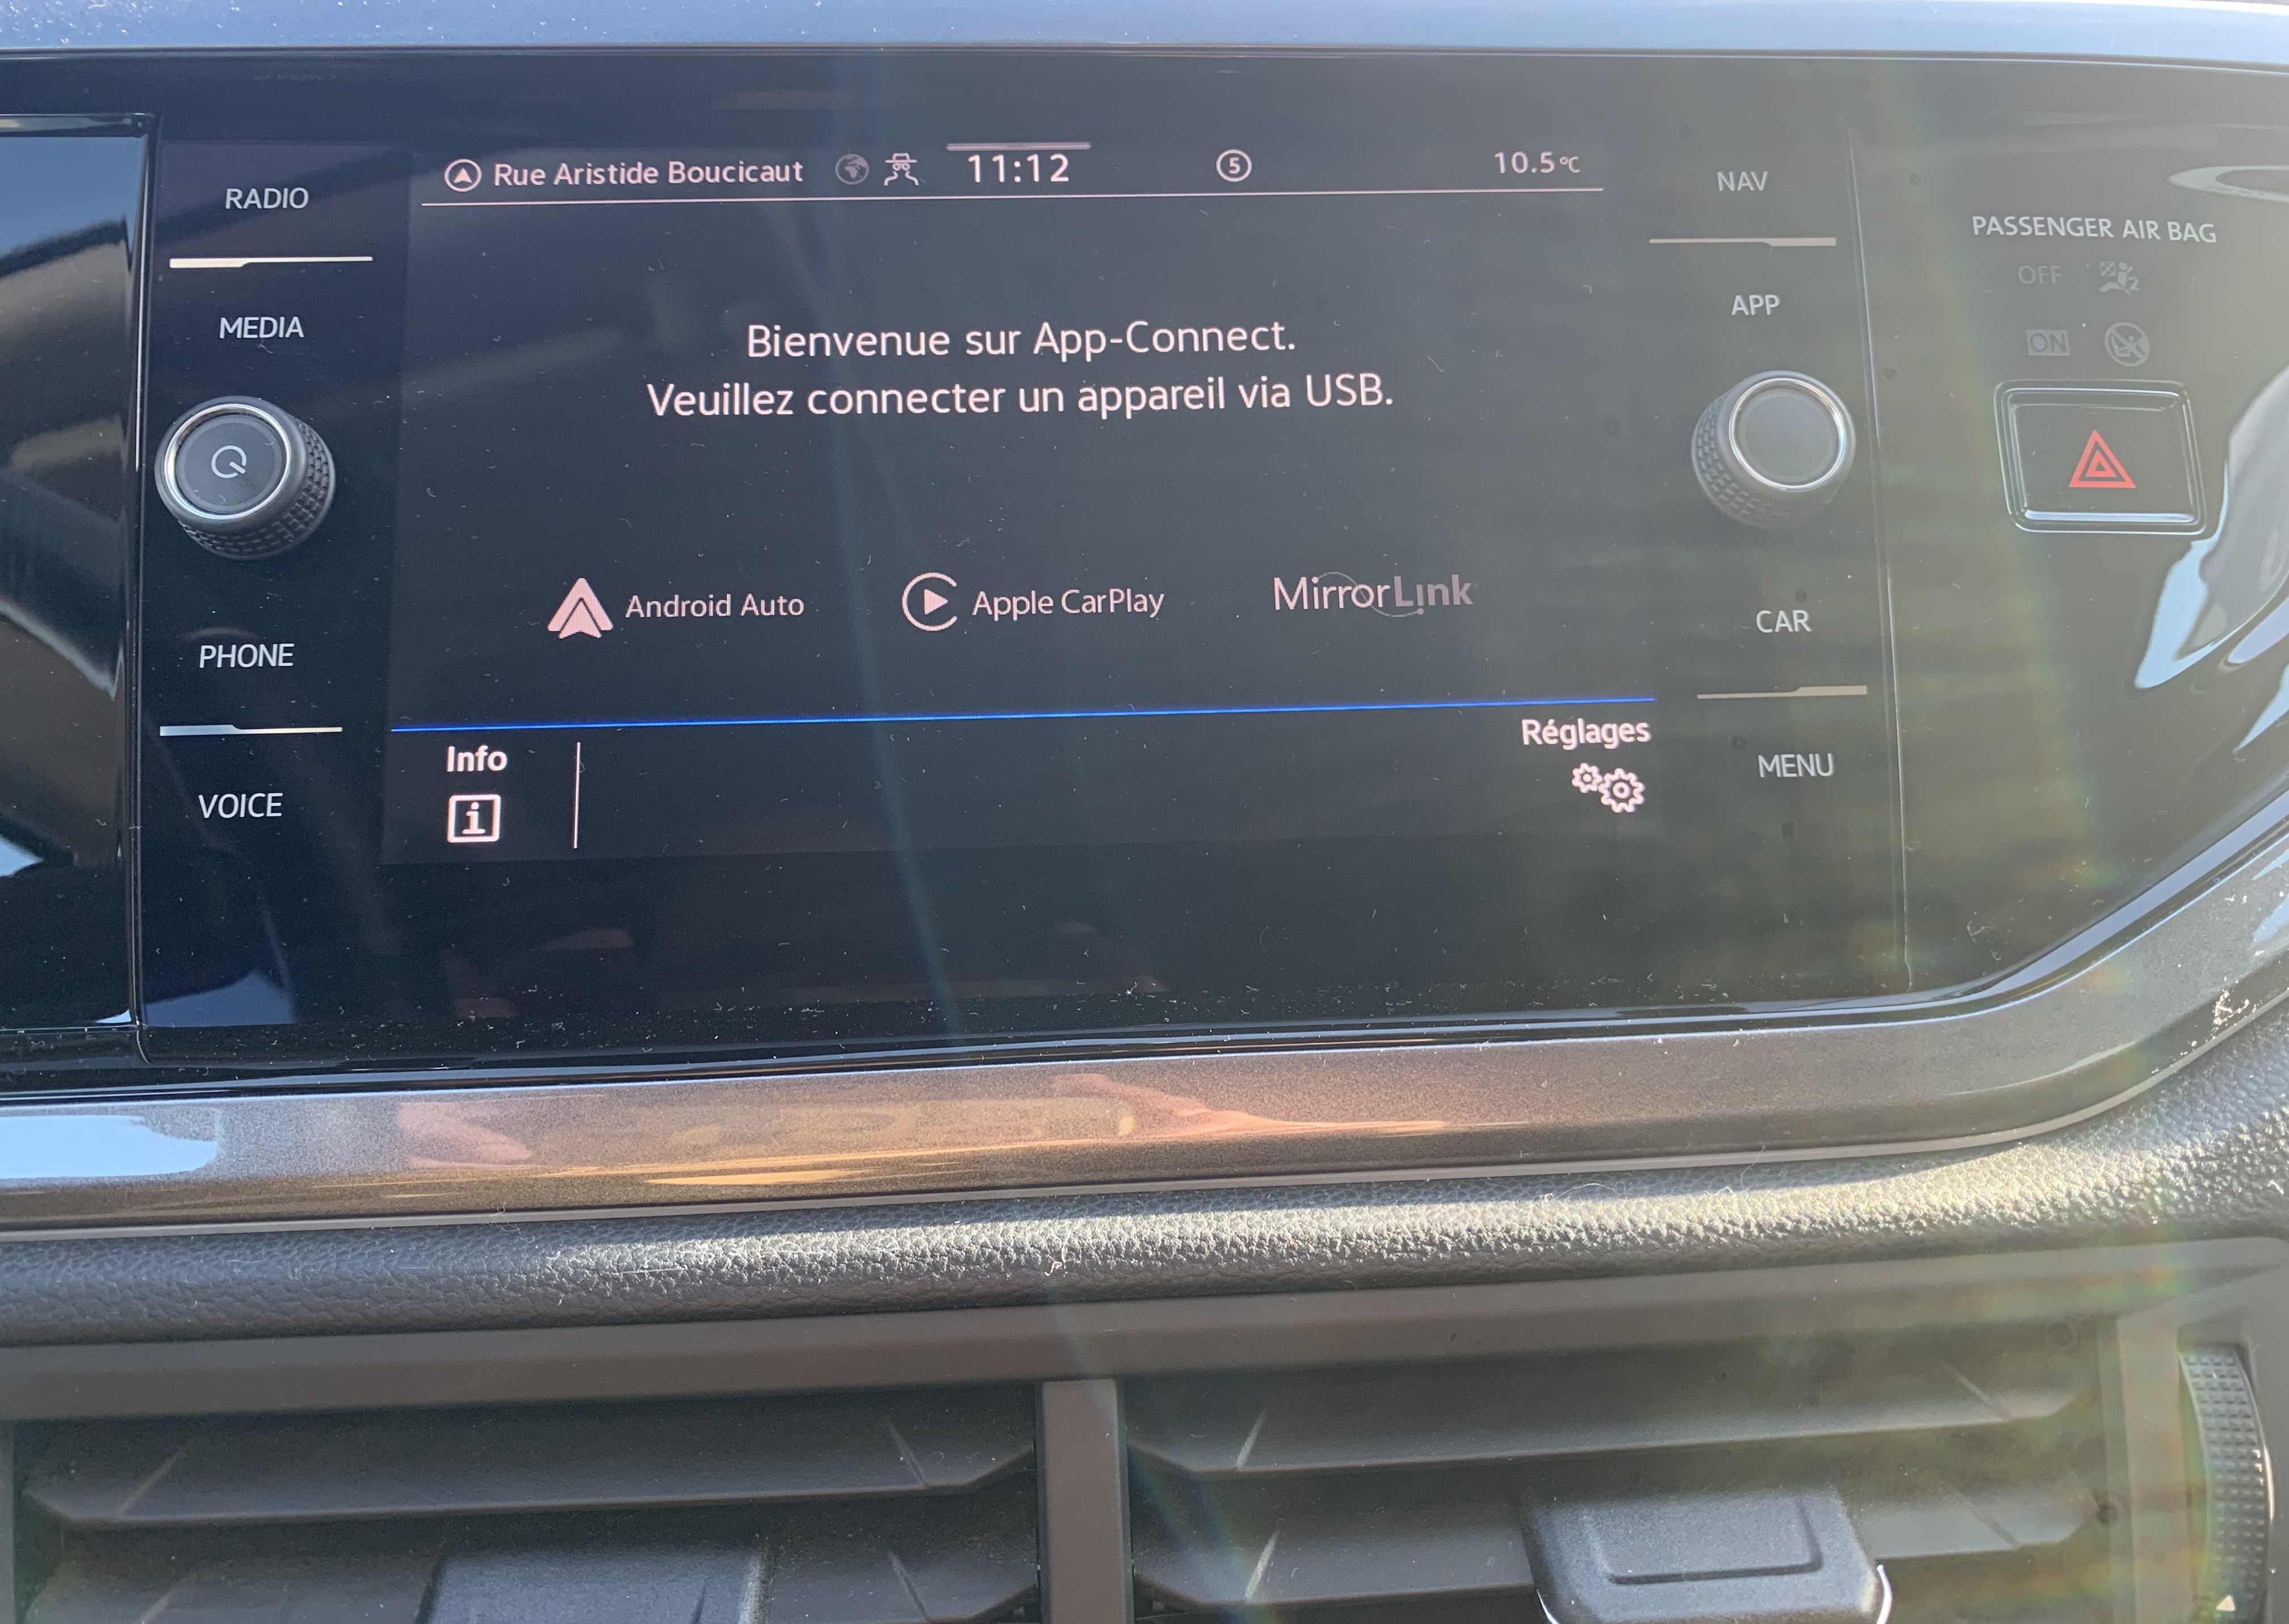 RADIO
MEDIA
PHONE
VOICE
Rue Aristide Boucicaut
11:12
5
10.5°C
Bienvenue sur App-Connect.
Veuillez connecter un appareil via USB.
Android Auto
Apple CarPlay
MirrorLink
Info
i
Réglages
NAV
APP
CAR
MENU
PASSENGER AIR BAG
OFF
2
ON